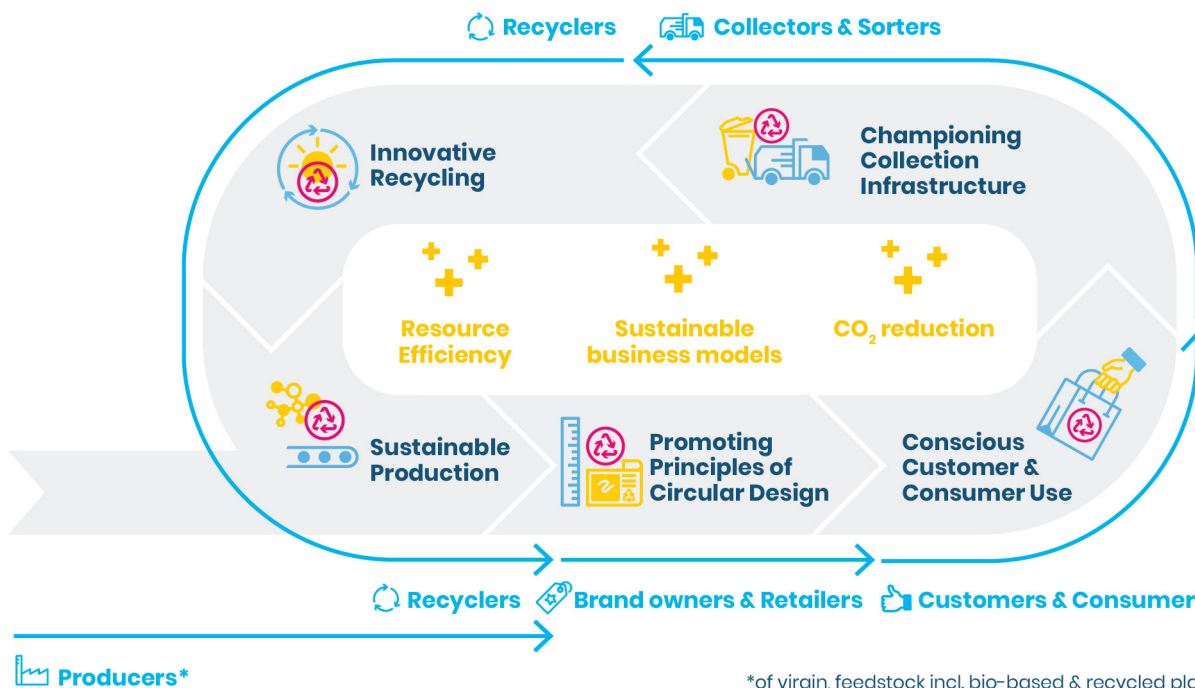 Recyclers
Collectors & Sorters
Innovative
Recycling
Championing
Collection
Infrastructure
Resource
Efficiency
Sustainable
business models
CO₂ reduction
Sustainable
Production
Promoting
Principles of
Circular Design
Conscious
Customer &
Consumer Use
Recyclers
Brand owners & Retailers
Customers & Consumer
Producers*
*of virgin, feedstock incl. bio-based & recycled